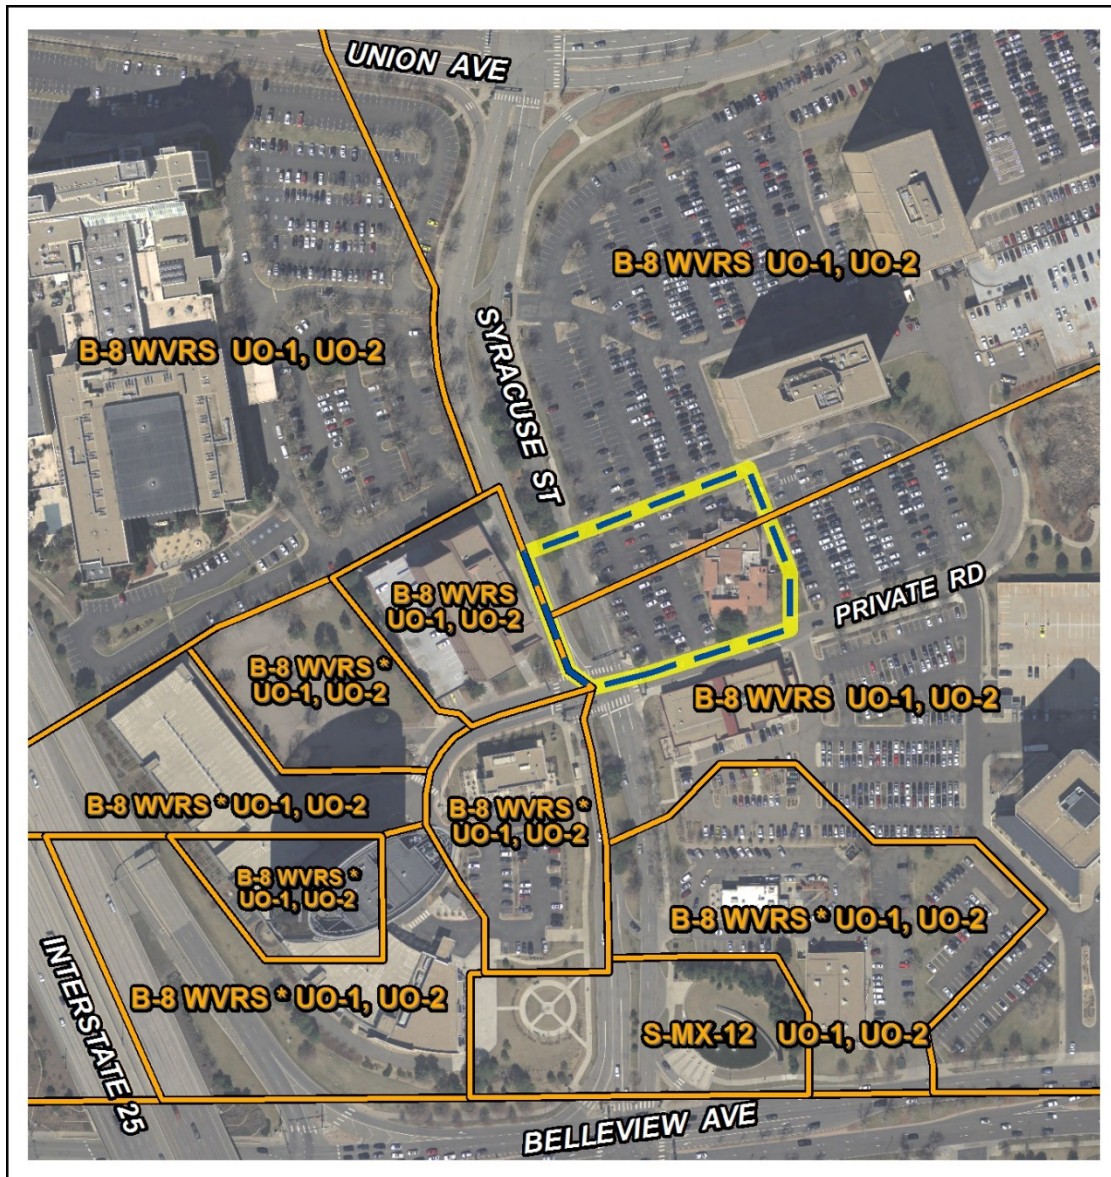 UNION AVE
B-8 WVRS UO-1, UO-2
B-8 WVRS UO-1, UO-2
SYRACUSE ST
B-8 WVRS
UO-1, UO-2
PRIVATE RD
B-8 WVRS *
UO-1, UO-2
B-8 WVRS UO-1, UO-2
B-8 WVRS * UO-1, UO-2
B-8 WVRS *
UO-1, UO-2
B-8 WVRS *
UO-1, UO-2
B-8 WVRS * UO-1, UO-2
B-8 WVRS * UO-1, UO-2
S-MX-12 UO-1, UO-2
INTERSTATE 25
BELLEVIEW AVE